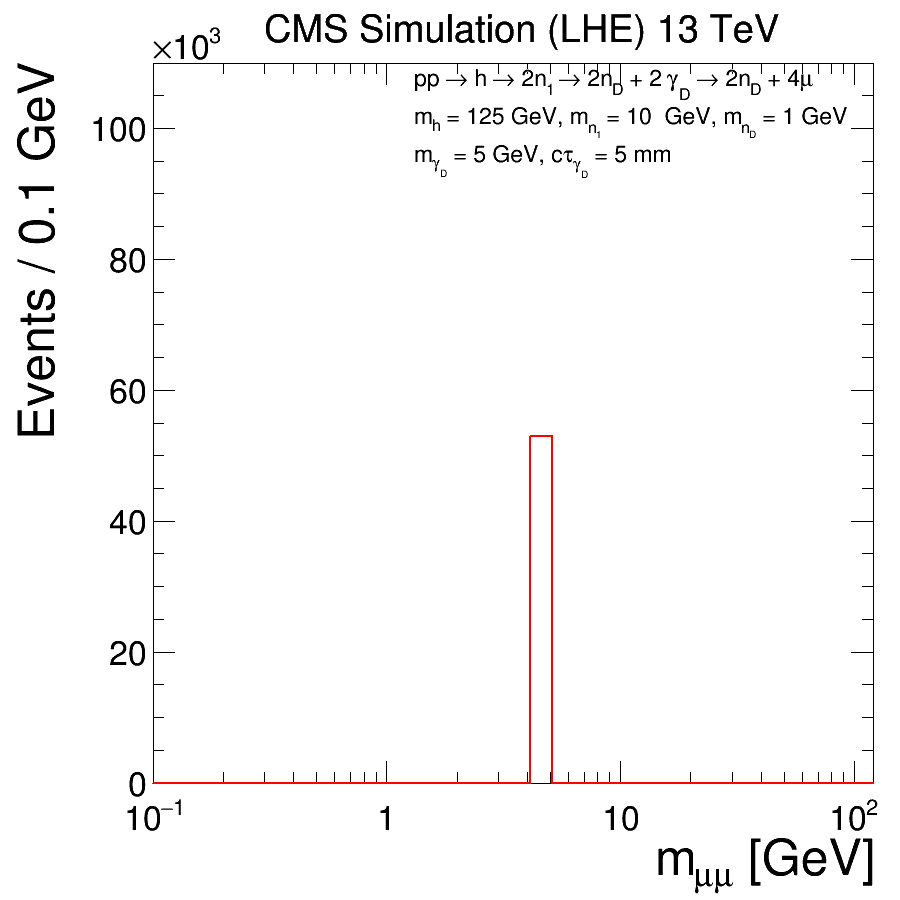 CMS Simulation (LHE) 13 TeV
×10³
Events / 0.1 GeV
pp → h → 2n₁ → 2n_D + 2 γ_D → 2n_D + 4μ
m_h = 125 GeV, m_n₁ = 10 GeV, m_n_D = 1 GeV
m_γ_D = 5 GeV, cτ_γ_D = 5 mm
100
80
60
40
20
0
10⁻¹ 1 10 10²
m_μμ [GeV]